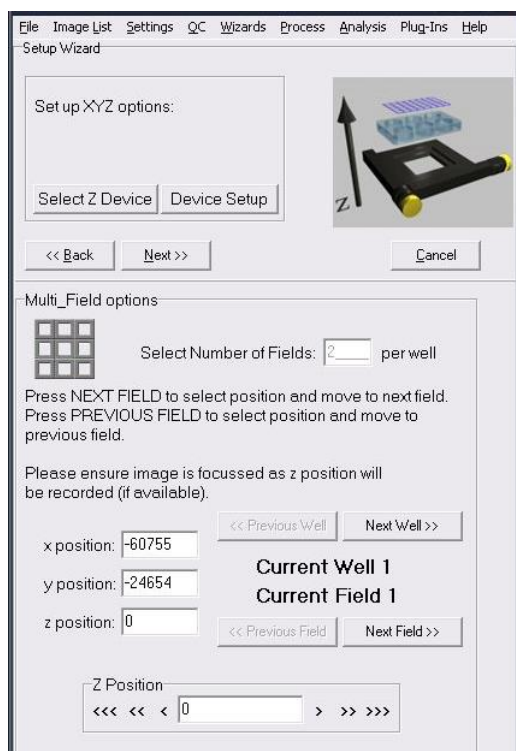 File Image List Settings QC Wizards Process Analysis Plug-Ins Help
Setup Wizard
Set up XYZ options:
Select Z Device Device Setup
Z
<< Back Next >> Cancel
Multi_Field options
Select Number of Fields: 2____ per well
Press NEXT FIELD to select position and move to next field.
Press PREVIOUS FIELD to select position and move to
previous field.
Please ensure image is focussed as z position will
be recorded (if available).
<< Previous Well Next Well >>
x position: -60755
Current Well 1
y position: -24654
Current Field 1
z position: 0
<< Previous Field Next Field >>
Z Position
<<< << < 0 > >> >>>